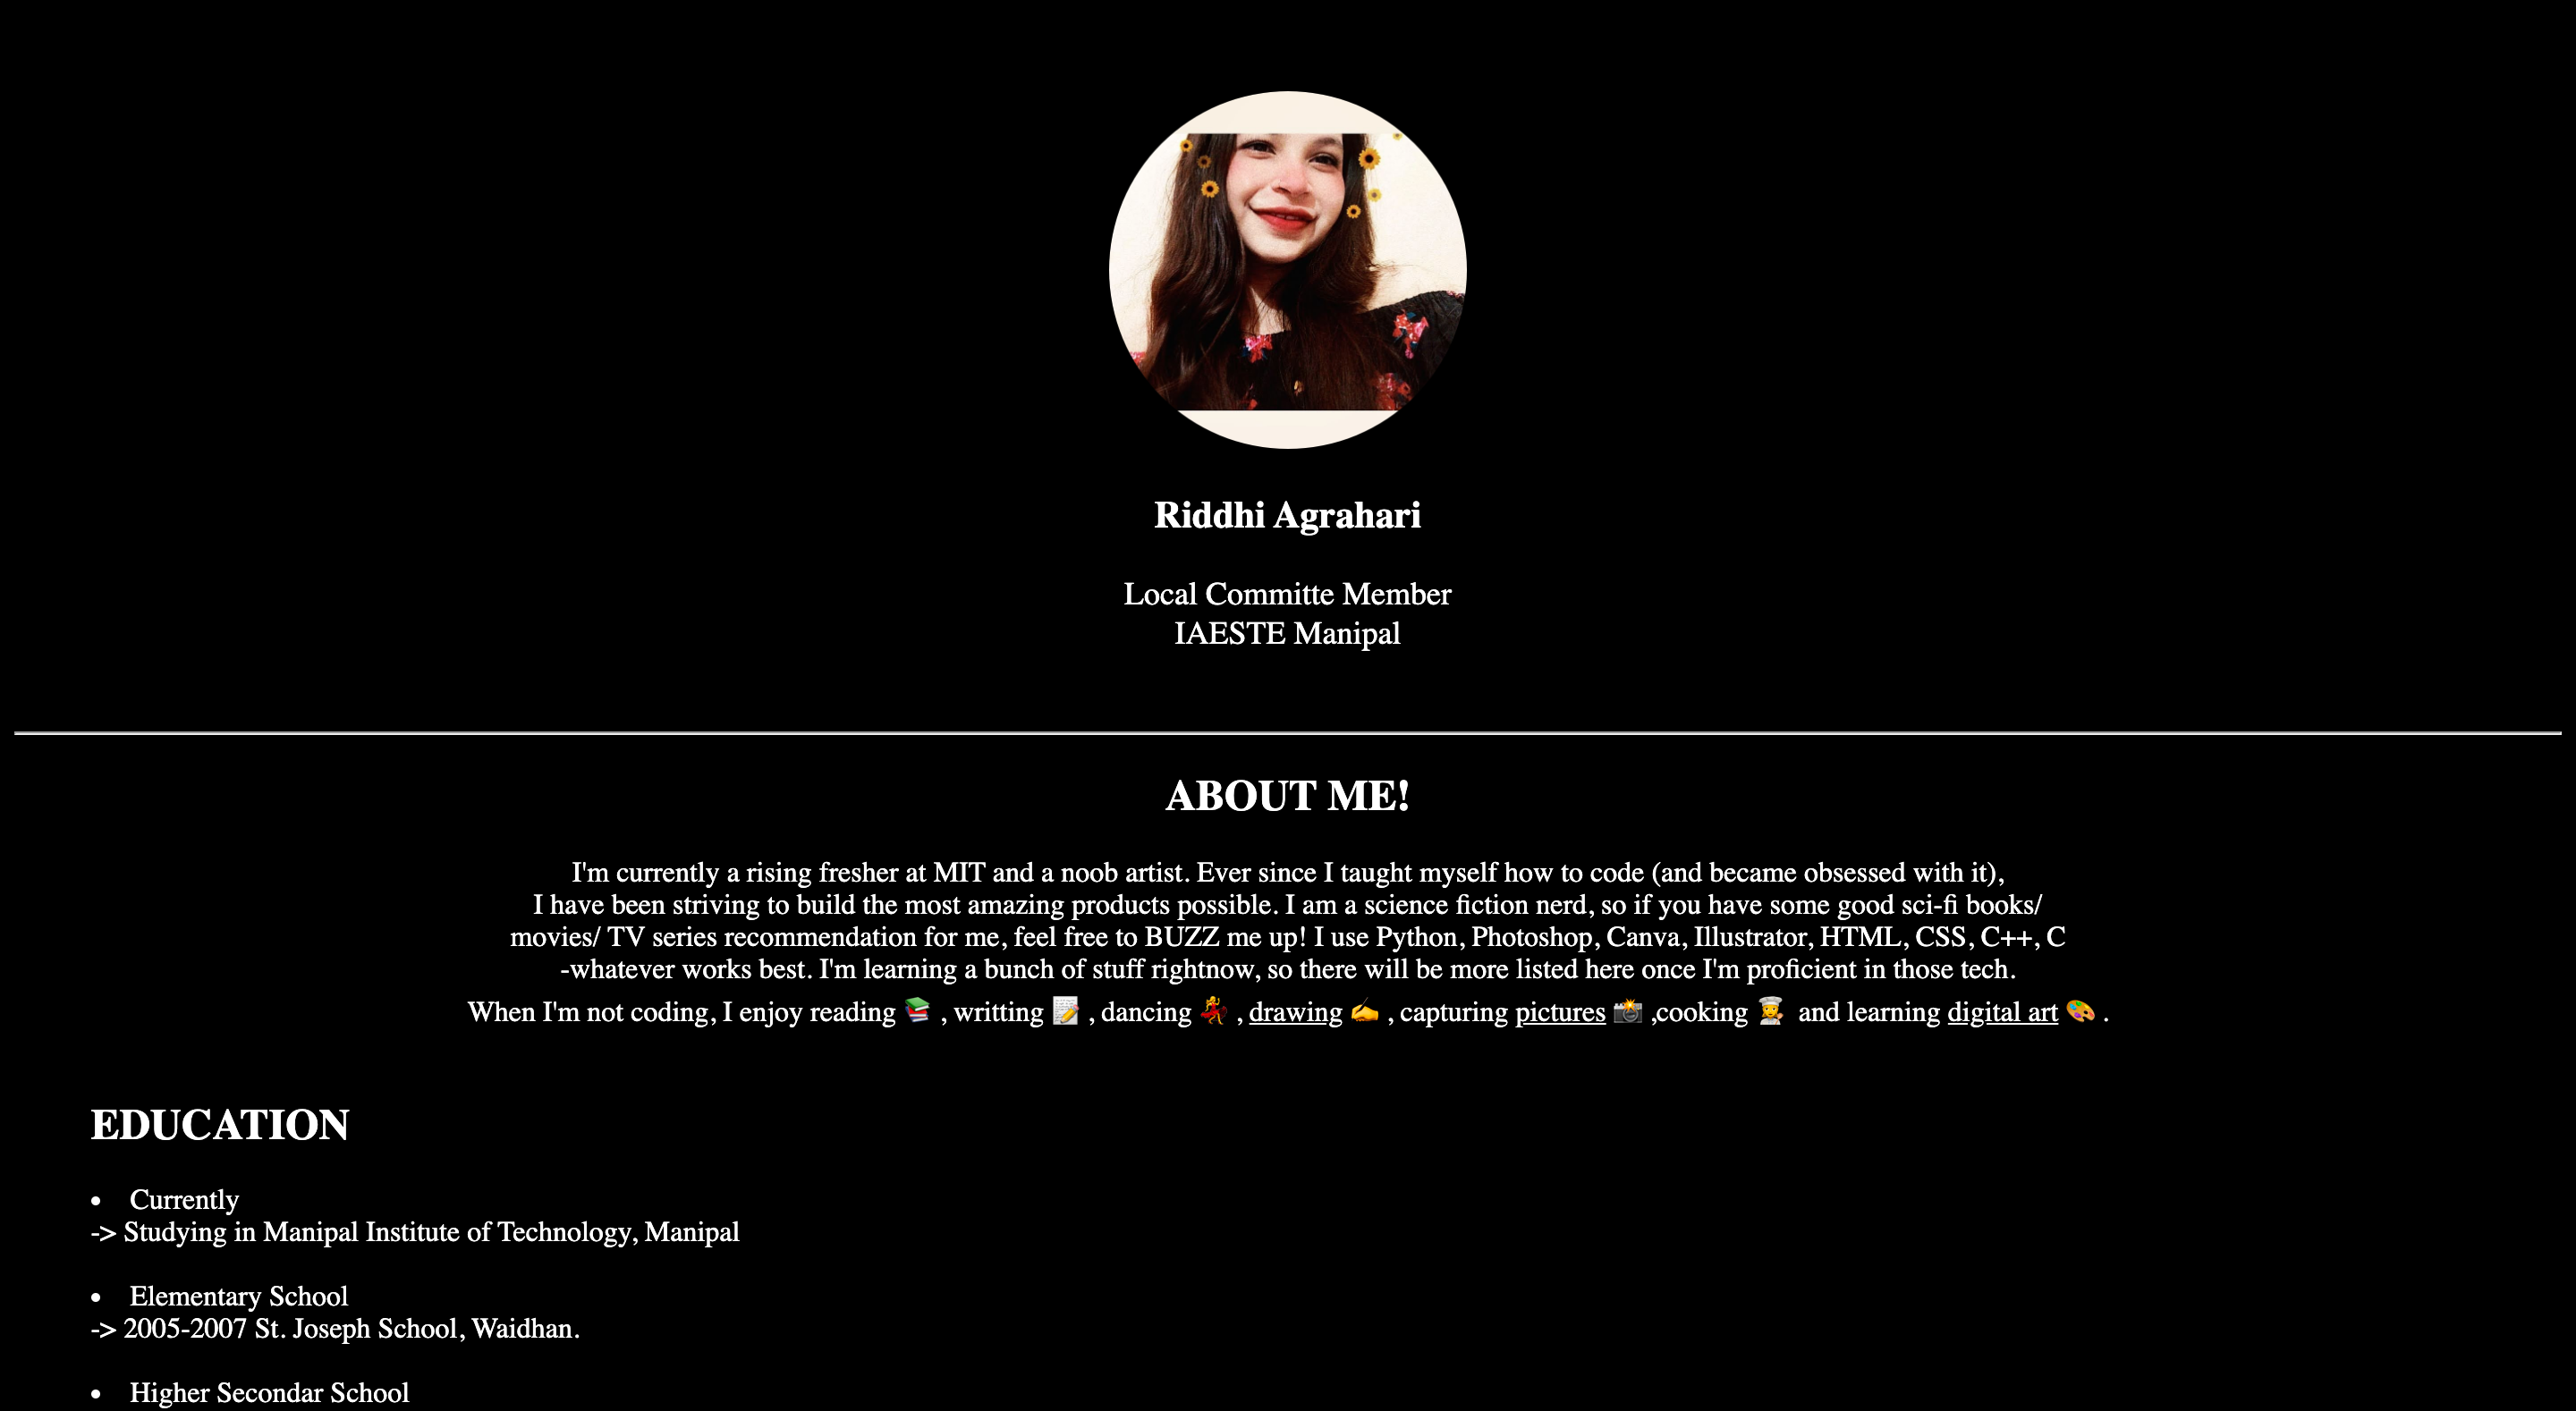 Riddhi Agrahari
Local Committe Member
IAESTE Manipal
ABOUT ME!
I'm currently a rising fresher at MIT and a noob artist. Ever since I taught myself how to code (and became obsessed with it),
I have been striving to build the most amazing products possible. I am a science fiction nerd, so if you have some good sci-fi books/
movies/ TV series recommendation for me, feel free to BUZZ me up! I use Python, Photoshop, Canva, Illustrator, HTML, CSS, C++, C
-whatever works best. I'm learning a bunch of stuff rightnow, so there will be more listed here once I'm proficient in those tech.
When I'm not coding, I enjoy reading 📚 , writting 📝 , dancing 💃 , drawing ✍️ , capturing pictures 📸 ,cooking 👩‍🍳 and learning digital art 🎨 .
EDUCATION
• Currently
-> Studying in Manipal Institute of Technology, Manipal
• Elementary School
-> 2005-2007 St. Joseph School, Waidhan.
• Higher Secondar School